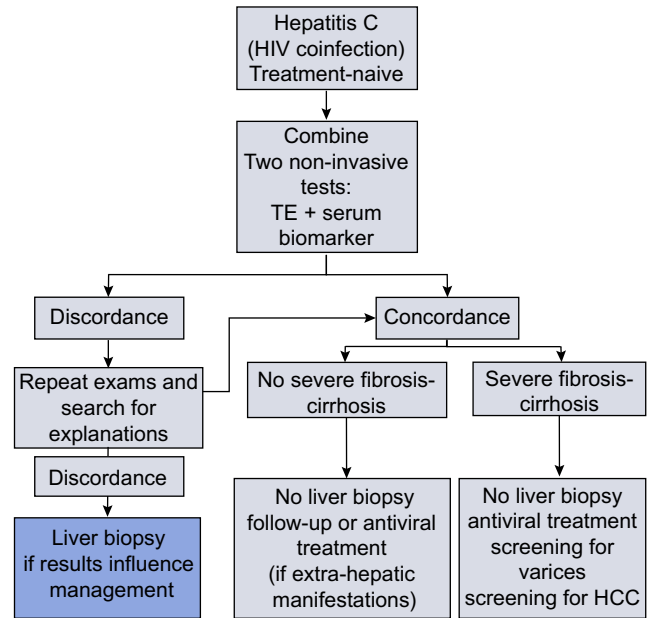 Hepatitis C
(HIV coinfection)
Treatment-naive
Combine
Two non-invasive
tests:
TE + serum
biomarker
Discordance
Concordance
Repeat exams and
search for
explanations
No severe fibrosis-
cirrhosis
Severe fibrosis-
cirrhosis
Discordance
Liver biopsy
if results influence
management
No liver biopsy
follow-up or antiviral
treatment
(if extra-hepatic
manifestations)
No liver biopsy
antiviral treatment
screening for
varices
screening for HCC